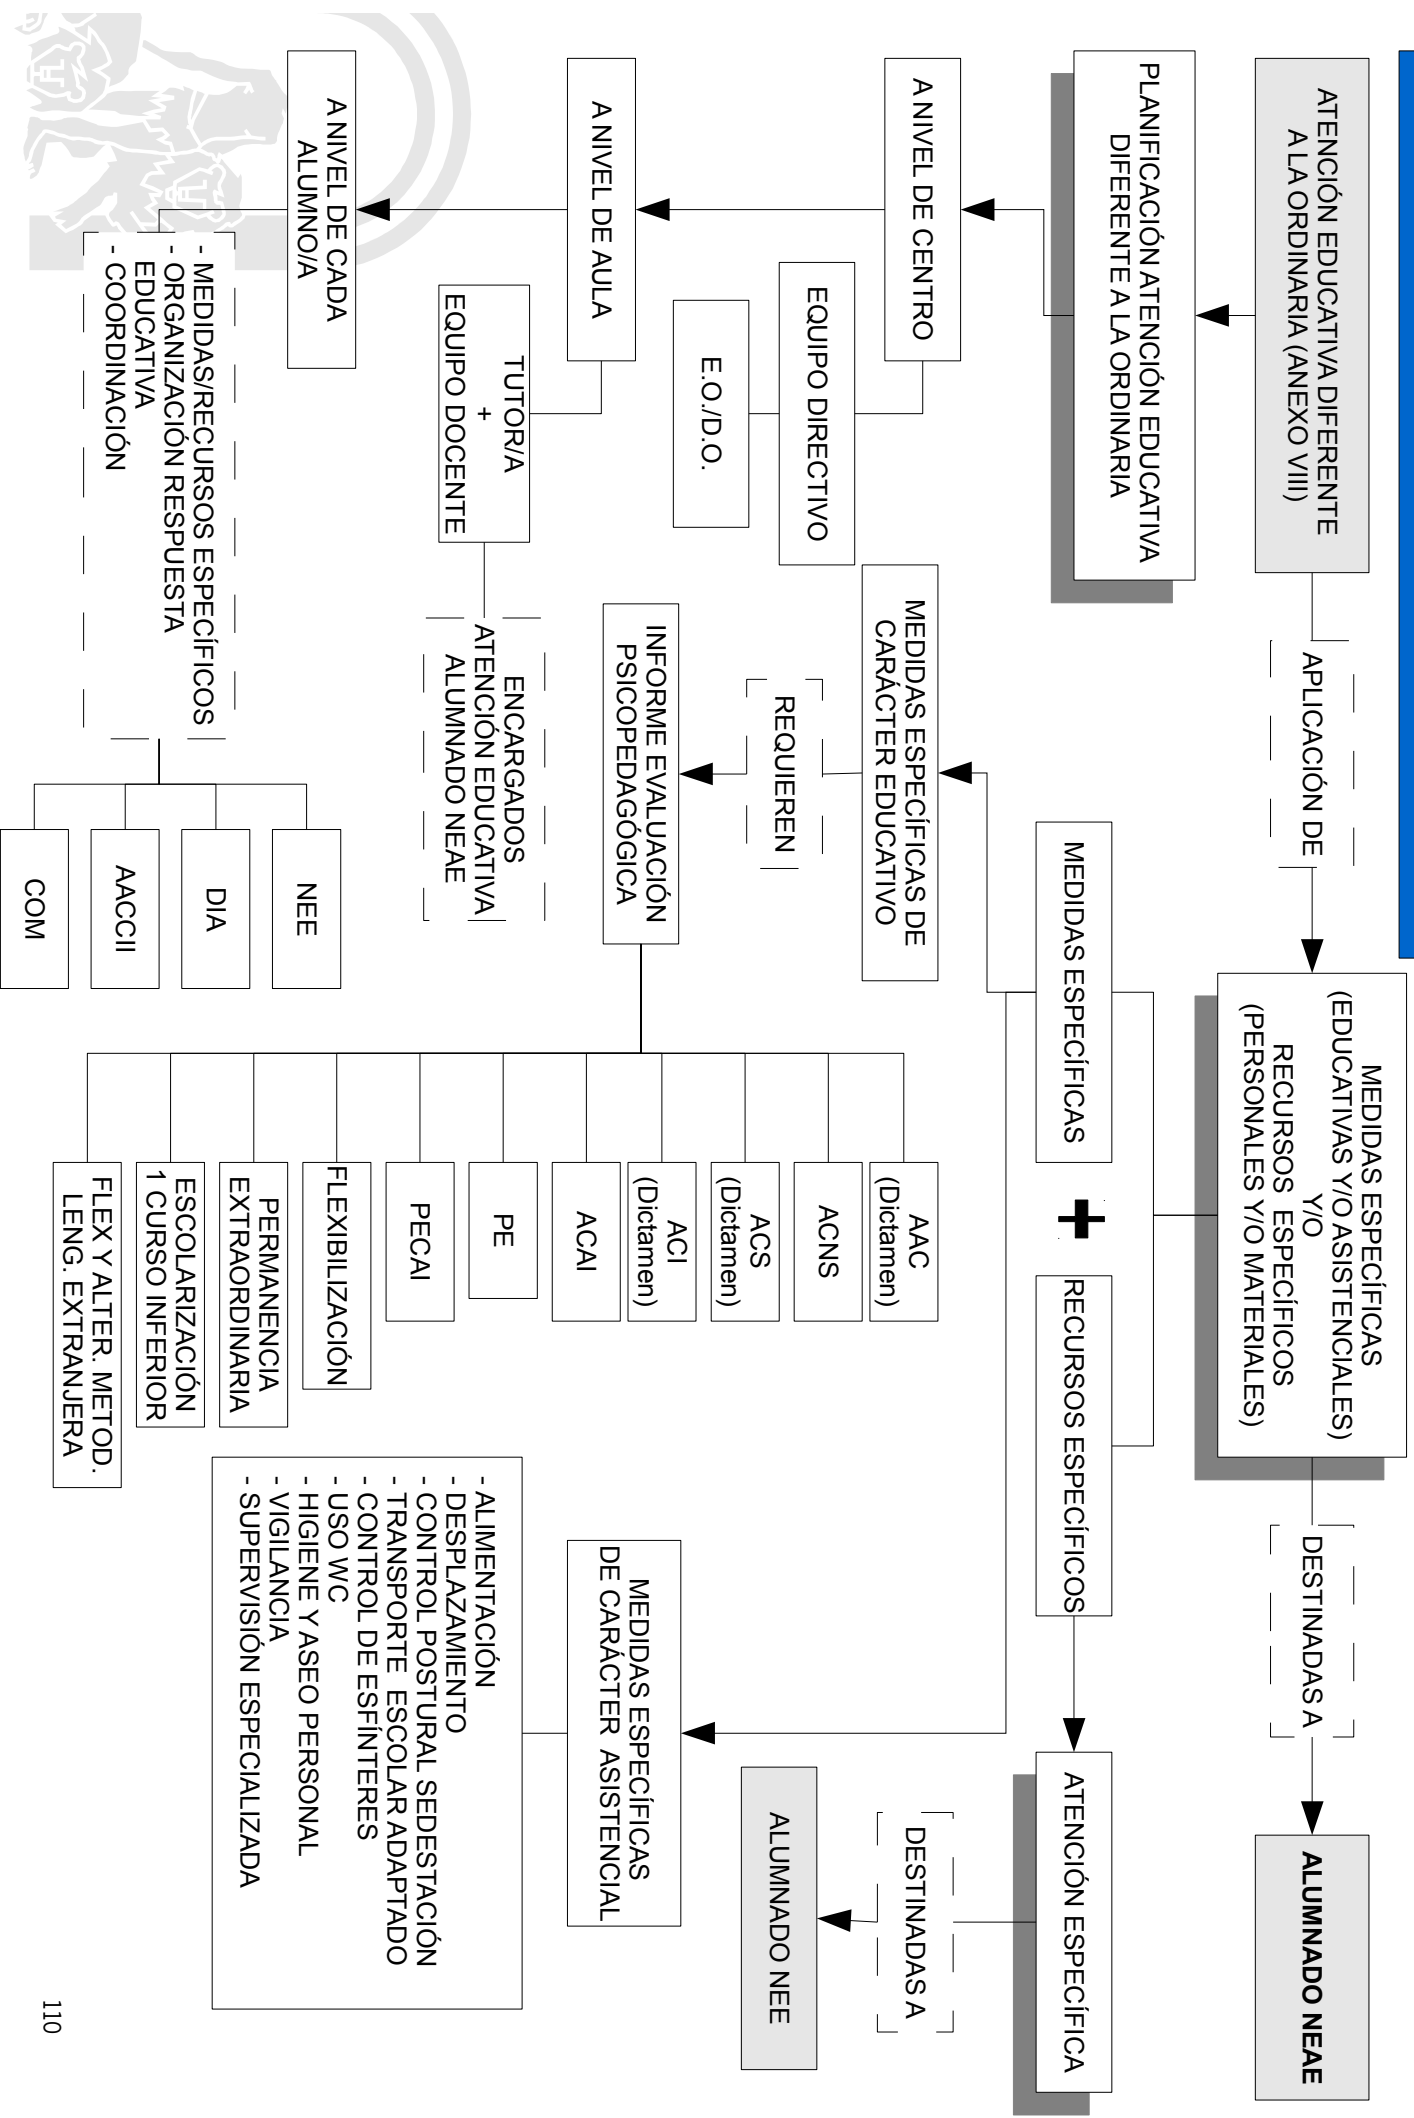 ATENCIÓN EDUCATIVA DIFERENTE
A LA ORDINARIA (ANEXO VIII)
APLICACIÓN DE
MEDIDAS ESPECÍFICAS
(EDUCATIVAS Y/O ASISTENCIALES)
Y/O
RECURSOS ESPECÍFICOS
(PERSONALES Y/O MATERIALES)
DESTINADAS A
ALUMNADO NEAE
PLANIFICACIÓN ATENCIÓN EDUCATIVA
DIFERENTE A LA ORDINARIA
MEDIDAS ESPECÍFICAS
+
RECURSOS ESPECÍFICOS
ATENCIÓN ESPECÍFICA
DESTINADAS A
ALUMNADO NEE
A NIVEL DE CENTRO
EQUIPO DIRECTIVO
E.O./D.O.
MEDIDAS ESPECÍFICAS DE
CARÁCTER EDUCATIVO
REQUIEREN
INFORME EVALUACIÓN
PSICOPEDAGÓGICA
AAC
(Dictamen)
ACNS
ACS
(Dictamen)
ACI
(Dictamen)
ACAI
PE
PECAI
FLEXIBILIZACIÓN
PERMANENCIA
EXTRAORDINARIA
ESCOLARIZACIÓN
1 CURSO INFERIOR
FLEX Y ALTER. METOD.
LENG. EXTRANJERA
MEDIDAS ESPECÍFICAS
DE CARÁCTER ASISTENCIAL
- ALIMENTACIÓN
- DESPLAZAMIENTO
- CONTROL POSTURAL SEDESTACIÓN
- TRANSPORTE ESCOLAR ADAPTADO
- CONTROL DE ESFÍNTERES
- USO WC
- HIGIENE Y ASEO PERSONAL
- VIGILANCIA
- SUPERVISIÓN ESPECIALIZADA
A NIVEL DE AULA
TUTOR/A
+
EQUIPO DOCENTE
ENCARGADOS
ATENCIÓN EDUCATIVA
ALUMNADO NEAE
A NIVEL DE CADA
ALUMNO/A
- MEDIDAS/RECURSOS ESPECÍFICOS
- ORGANIZACIÓN RESPUESTA
EDUCATIVA
- COORDINACIÓN
NEE
DIA
AACCII
COM
110